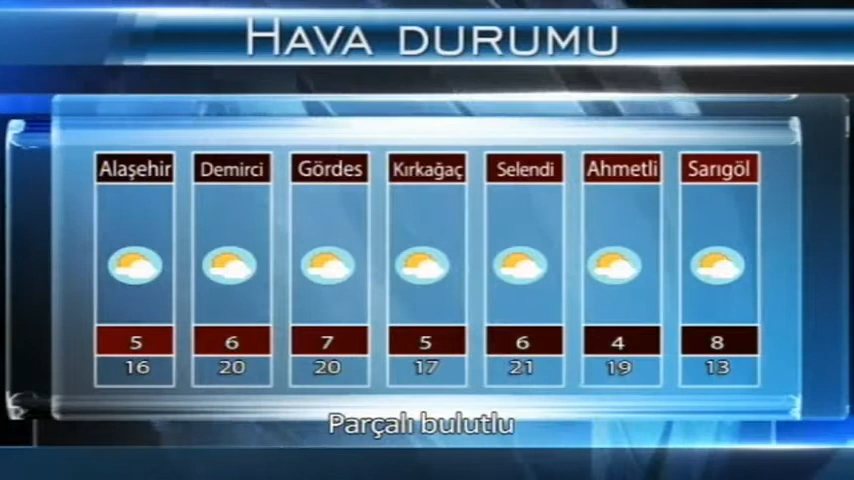 HAVA DURUMU
Alaşehir Demirci Gördes Kırkağaç Selendi Ahmetli Sarıgöl
5 6 7 5 6 4 8
16 20 20 17 21 19 13
Parçalı bulutlu